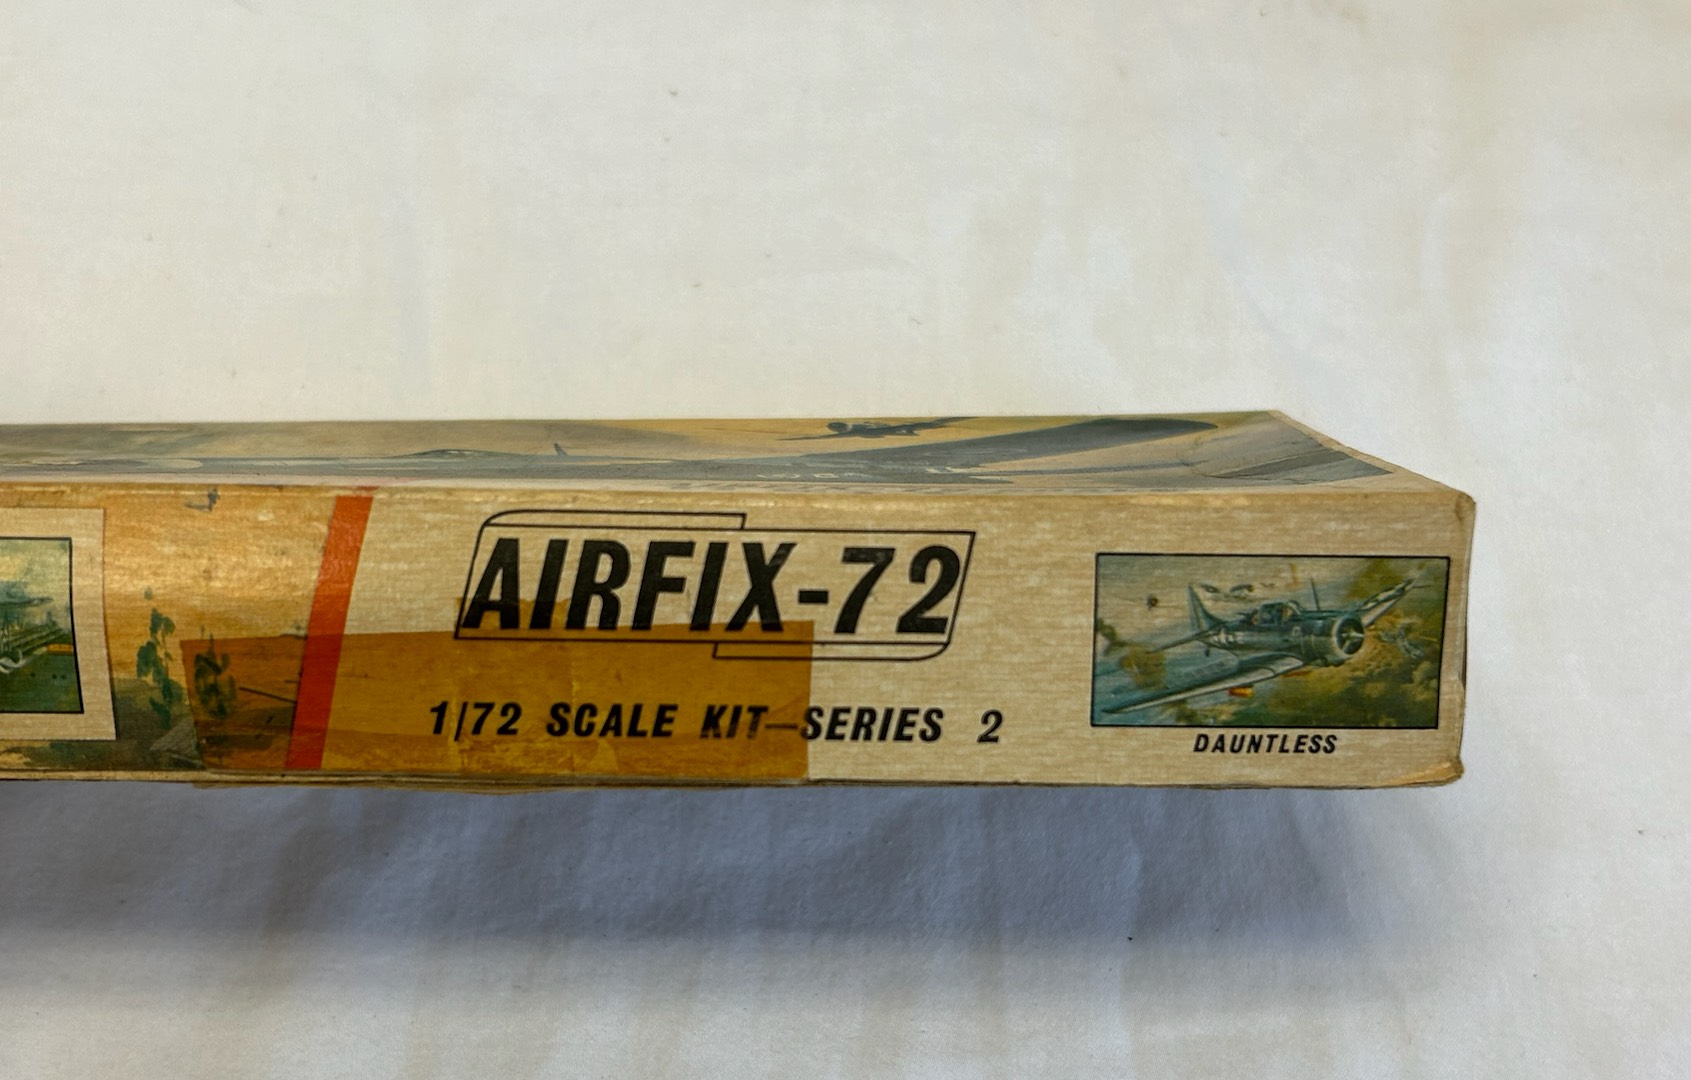 AIRFIX-72
1/72 SCALE KIT—SERIES 2
DAUNTLESS